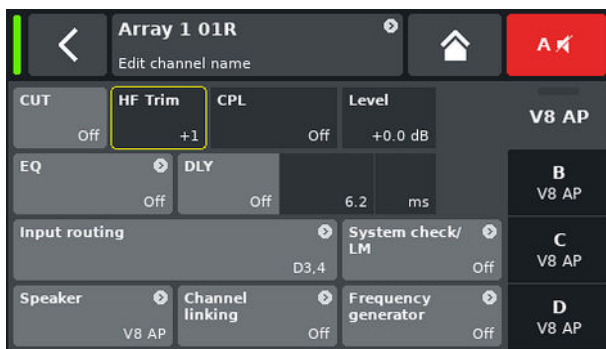 Array 1 01R
Edit channel name
A
CUT
Off
HF Trim
+1
CPL
Off
Level
+0.0 dB
V8 AP
EQ
Off
DLY
Off
6.2 ms
B
V8 AP
Input routing
D3,4
System check/
LM
Off
C
V8 AP
Speaker
V8 AP
Channel
linking
Off
Frequency
generator
Off
D
V8 AP